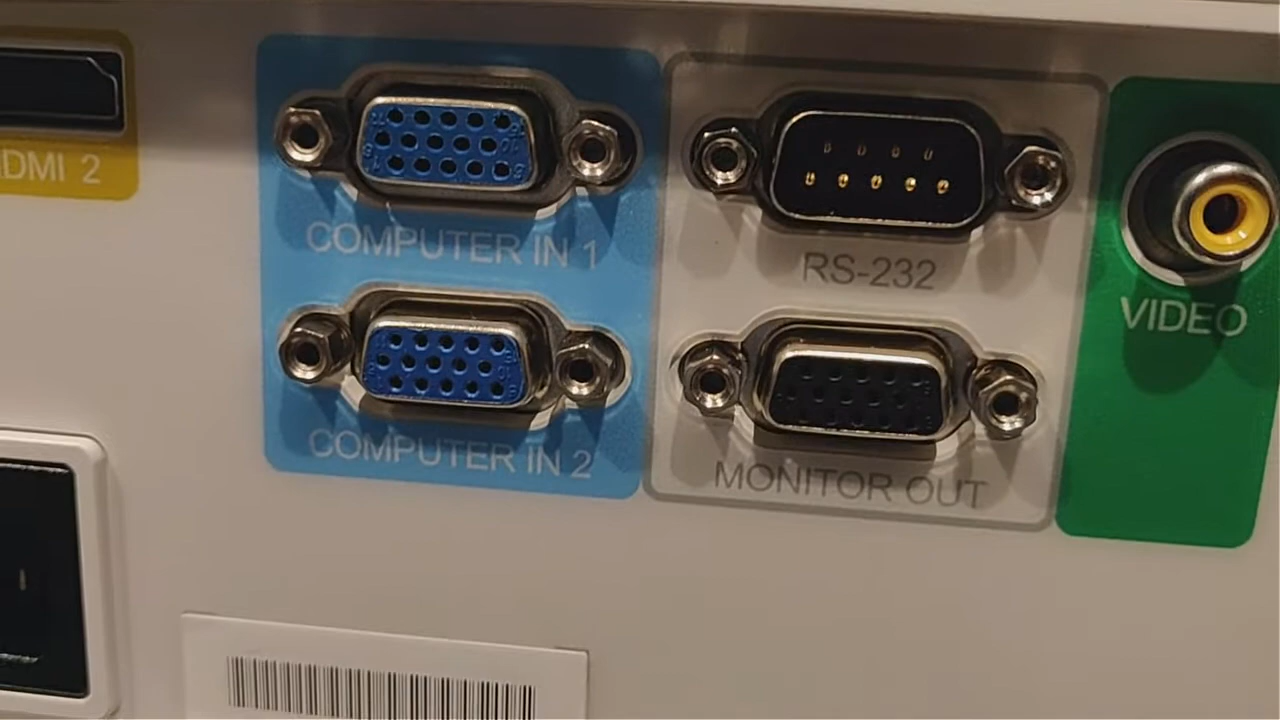 DMI 2
COMPUTER IN 1
RS-232
VIDEO
COMPUTER IN 2
MONITOR OUT